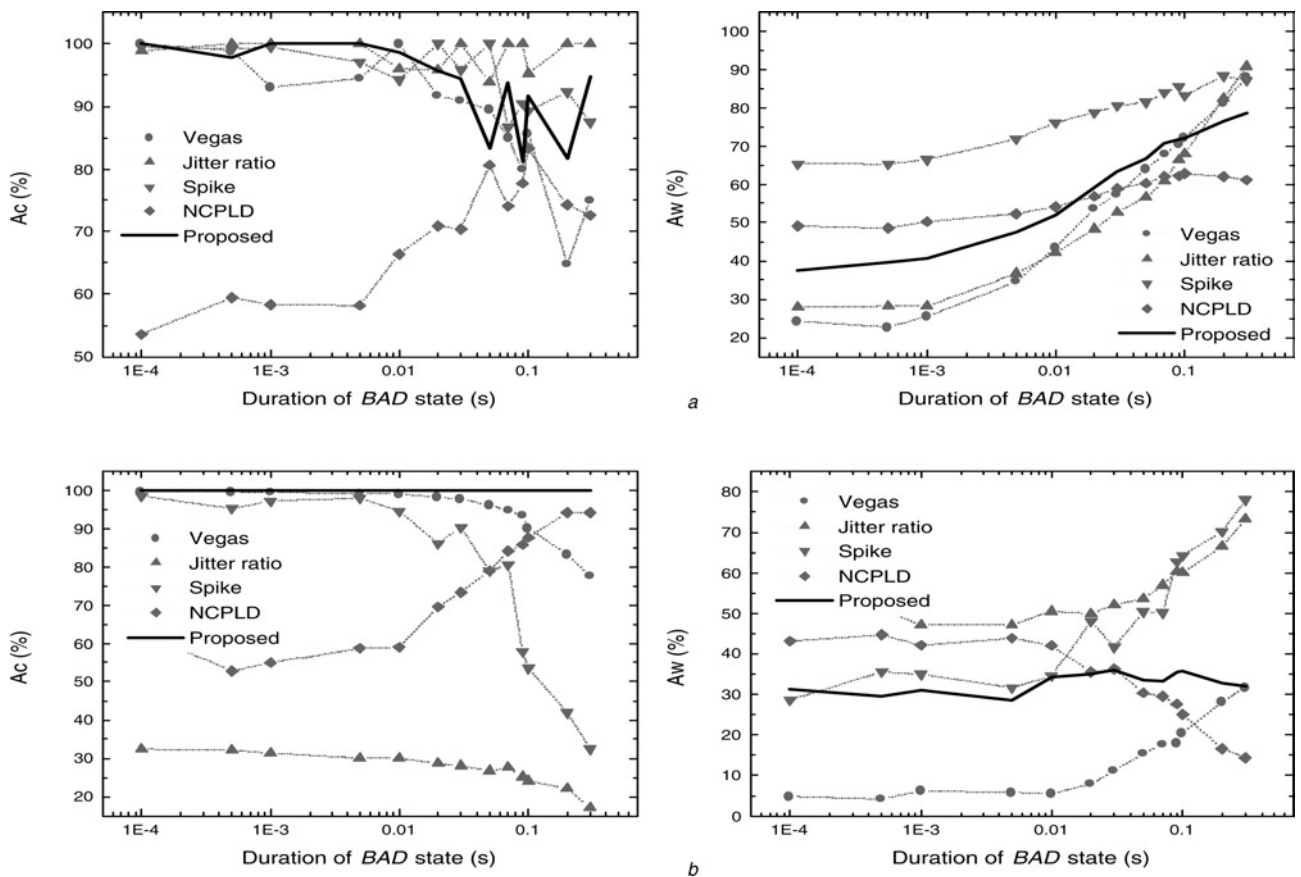 100
90
80
70
60
50
Ac (%)
Vegas
Jitter ratio
Spike
NCPLD
Proposed
1E-4
1E-3
0.01
0.1
Duration of BAD state (s)
100
90
80
70
60
50
40
30
20
Aw (%)
Vegas
Jitter ratio
Spike
NCPLD
Proposed
1E-4
1E-3
0.01
0.1
Duration of BAD state (s)
a
100
90
80
70
60
50
40
30
20
Ac (%)
Vegas
Jitter ratio
Spike
NCPLD
Proposed
1E-4
1E-3
0.01
0.1
Duration of BAD state (s)
80
70
60
50
40
30
20
10
0
Aw (%)
Vegas
Jitter ratio
Spike
NCPLD
Proposed
1E-4
1E-3
0.01
0.1
Duration of BAD state (s)
b